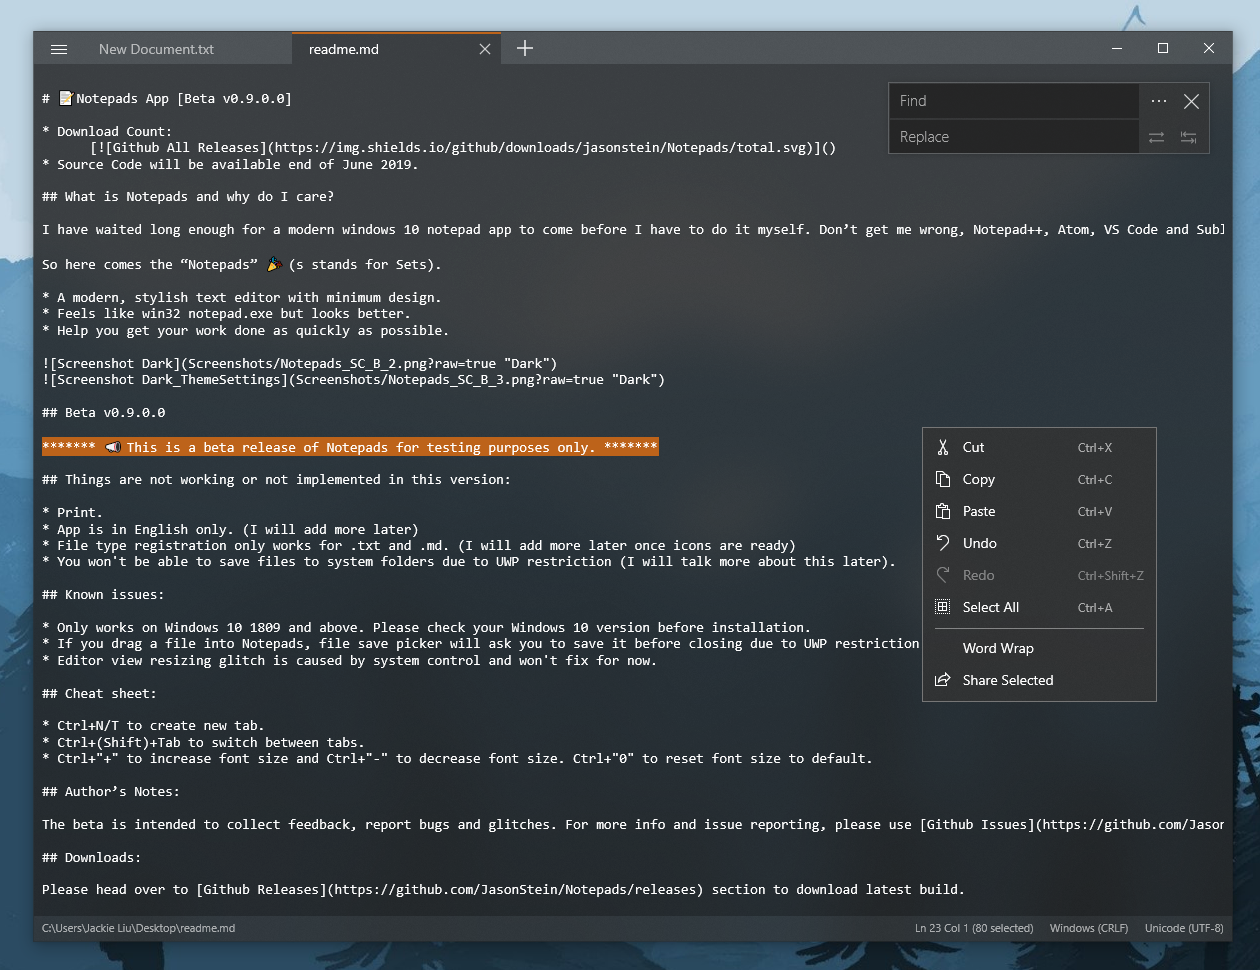 New Document.txt
readme.md
# 📝Notepads App [Beta v0.9.0.0]
Find
Replace
* Download Count:
[![Github All Releases](https://img.shields.io/github/downloads/jasonstein/Notepads/total.svg)]()
* Source Code will be available end of June 2019.
## What is Notepads and why do I care?
I have waited long enough for a modern windows 10 notepad app to come before I have to do it myself. Don’t get me wrong, Notepad++, Atom, VS Code and Subl
So here comes the “Notepads” 🎉 (s stands for Sets).
* A modern, stylish text editor with minimum design.
* Feels like win32 notepad.exe but looks better.
* Help you get your work done as quickly as possible.
![Screenshot Dark](Screenshots/Notepads_SC_B_2.png?raw=true "Dark")
![Screenshot Dark_ThemeSettings](Screenshots/Notepads_SC_B_3.png?raw=true "Dark")
## Beta v0.9.0.0
******* 📢 This is a beta release of Notepads for testing purposes only. *******
## Things are not working or not implemented in this version:
* Print.
* App is in English only. (I will add more later)
* File type registration only works for .txt and .md. (I will add more later once icons are ready)
* You won't be able to save files to system folders due to UWP restriction (I will talk more about this later).
## Known issues:
* Only works on Windows 10 1809 and above. Please check your Windows 10 version before installation.
* If you drag a file into Notepads, file save picker will ask you to save it before closing due to UWP restriction
* Editor view resizing glitch is caused by system control and won't fix for now.
## Cheat sheet:
* Ctrl+N/T to create new tab.
* Ctrl+(Shift)+Tab to switch between tabs.
* Ctrl+"+" to increase font size and Ctrl+"-" to decrease font size. Ctrl+"0" to reset font size to default.
## Author’s Notes:
The beta is intended to collect feedback, report bugs and glitches. For more info and issue reporting, please use [Github Issues](https://github.com/Jason
## Downloads:
Please head over to [Github Releases](https://github.com/JasonStein/Notepads/releases) section to download latest build.
Cut Ctrl+X
Copy Ctrl+C
Paste Ctrl+V
Undo Ctrl+Z
Redo Ctrl+Shift+Z
Select All Ctrl+A
Word Wrap
Share Selected
C:\Users\Jackie Liu\Desktop\readme.md
Ln 23 Col 1 (80 selected)
Windows (CRLF)
Unicode (UTF-8)